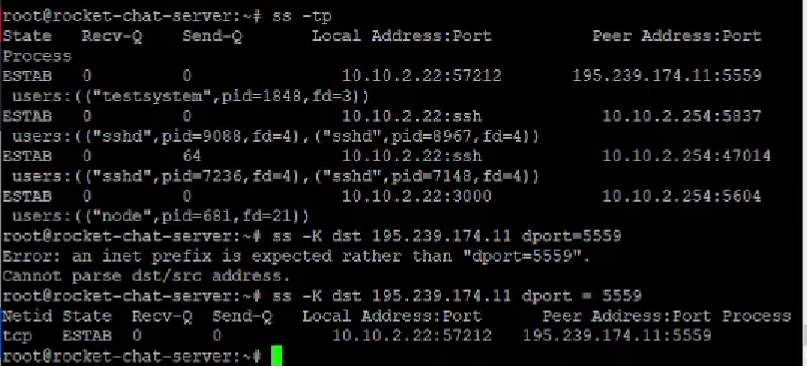 root@rocket-chat-server:~# ss -tp
State Recv-Q Send-Q Local Address:Port Peer Address:Port
Process
ESTAB 0 0 10.10.2.22:57212 195.239.174.11:5559
users:(("testsystem",pid=1848,fd=3))
ESTAB 0 0 10.10.2.22:ssh 10.10.2.254:5837
users:(("sshd",pid=9088,fd=4),("sshd",pid=8967,fd=4))
ESTAB 0 64 10.10.2.22:ssh 10.10.2.254:47014
users:(("sshd",pid=7236,fd=4),("sshd",pid=7148,fd=4))
ESTAB 0 0 10.10.2.22:3000 10.10.2.254:5604
users:(("node",pid=681,fd=21))
root@rocket-chat-server:~# ss -K dst 195.239.174.11 dport=5559
Error: an inet prefix is expected rather than "dport=5559".
Cannot parse dst/src address.
root@rocket-chat-server:~# ss -K dst 195.239.174.11 dport = 5559
Netid State Recv-Q Send-Q Local Address:Port Peer Address:Port Process
tcp ESTAB 0 0 10.10.2.22:57212 195.239.174.11:5559
root@rocket-chat-server:~#